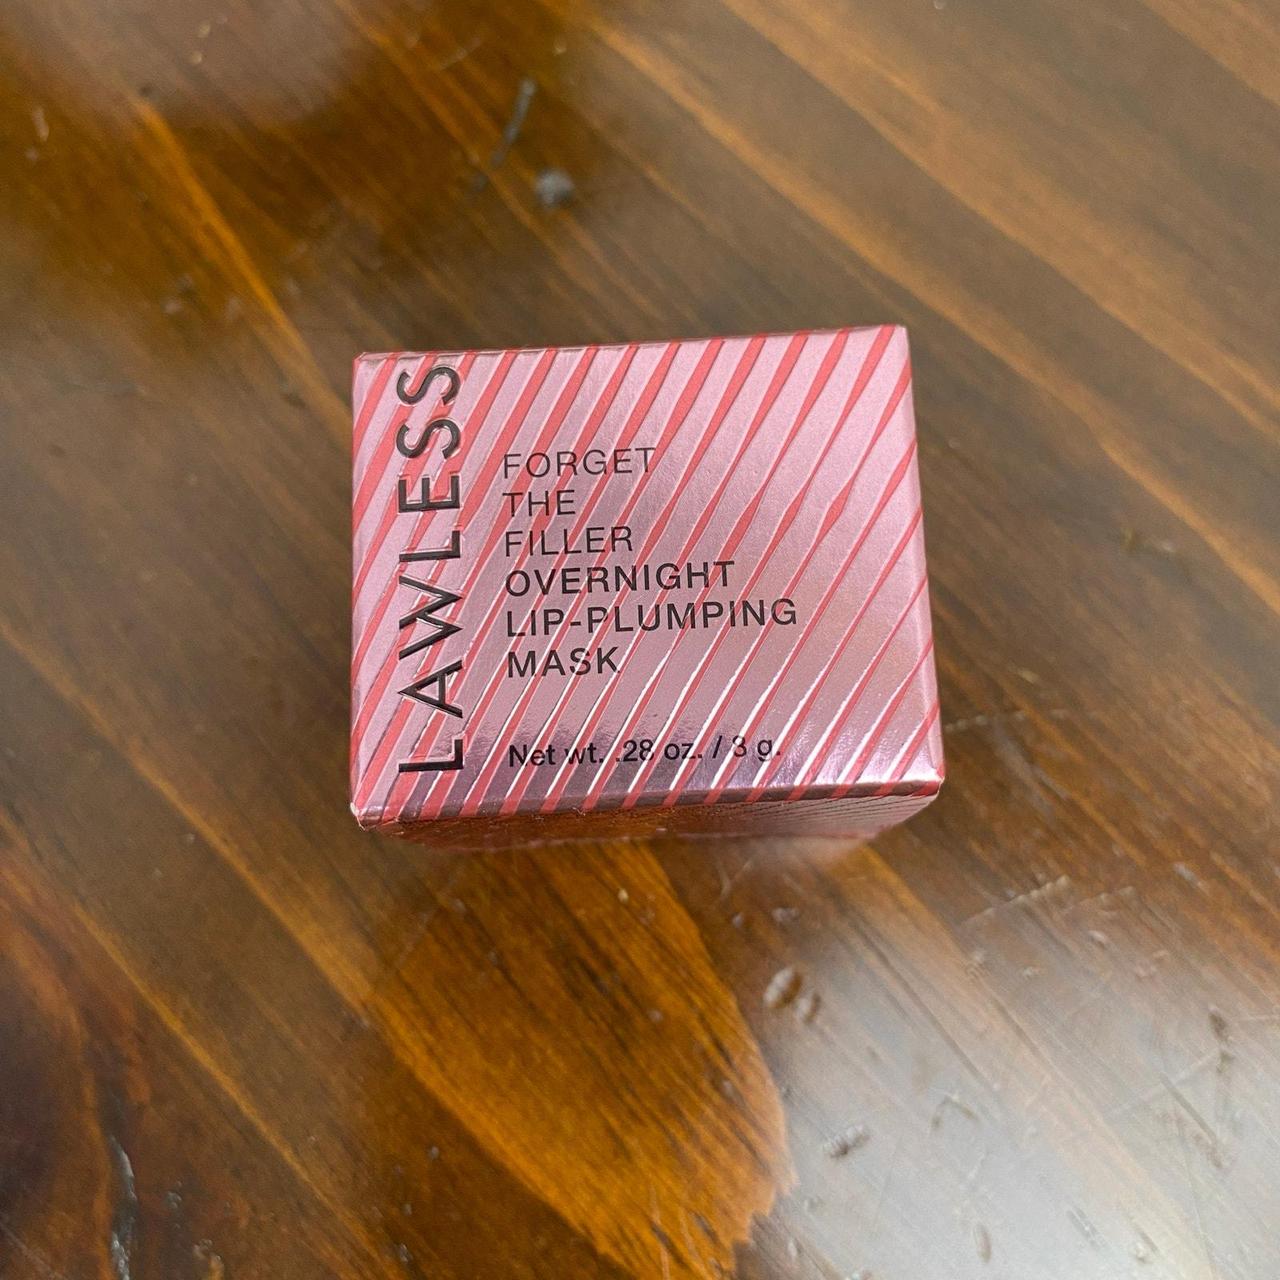 LAWLESS
FORGET
THE
FILLER
OVERNIGHT
LIP-PLUMPING
MASK
Net wt. .28 oz. / 8 g.